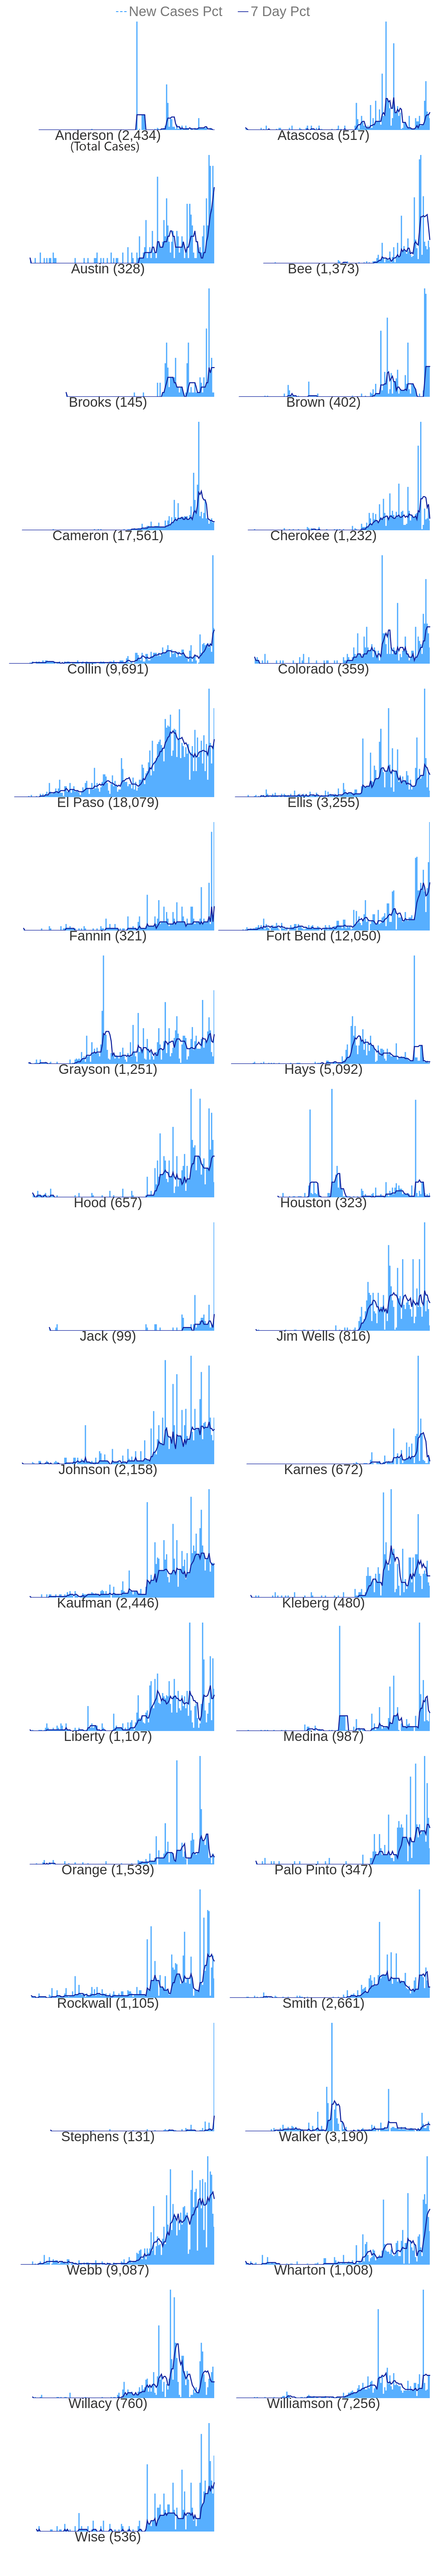 New Cases Pct 7 Day Pct
Anderson (2,434) Atascosa (517)
(Total Cases)
Austin (328) Bee (1,373)
Brooks (145) Brown (402)
Cameron (17,561) Cherokee (1,232)
Collin (9,691) Colorado (359)
El Paso (18,079) Ellis (3,255)
Fannin (321) Fort Bend (12,050)
Grayson (1,251) Hays (5,092)
Hood (657) Houston (323)
Jack (99) Jim Wells (816)
Johnson (2,158) Karnes (672)
Kaufman (2,446) Kleberg (480)
Liberty (1,107) Medina (987)
Orange (1,539) Palo Pinto (347)
Rockwall (1,105) Smith (2,661)
Stephens (131) Walker (3,190)
Webb (9,087) Wharton (1,008)
Willacy (760) Williamson (7,256)
Wise (536)